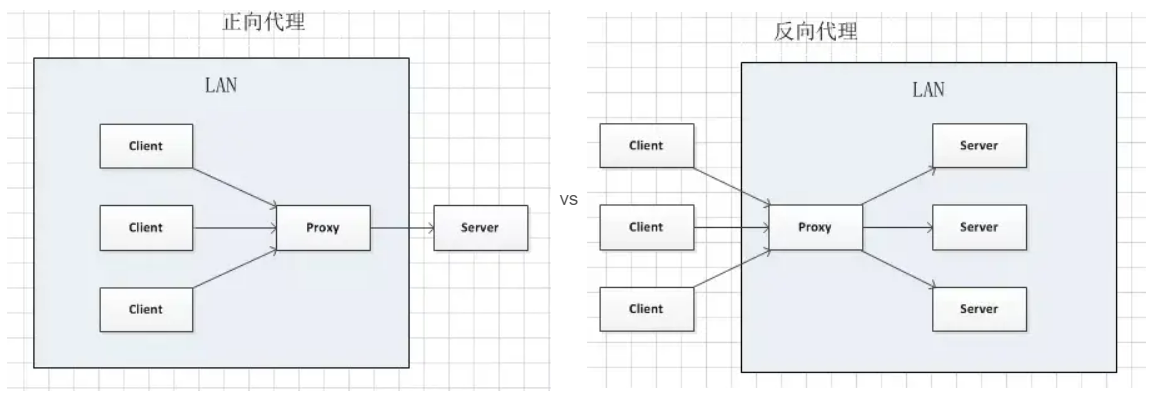 正向代理
LAN
Client
Client
Client
Proxy
Server
vs
反向代理
LAN
Client
Client
Client
Proxy
Server
Server
Server